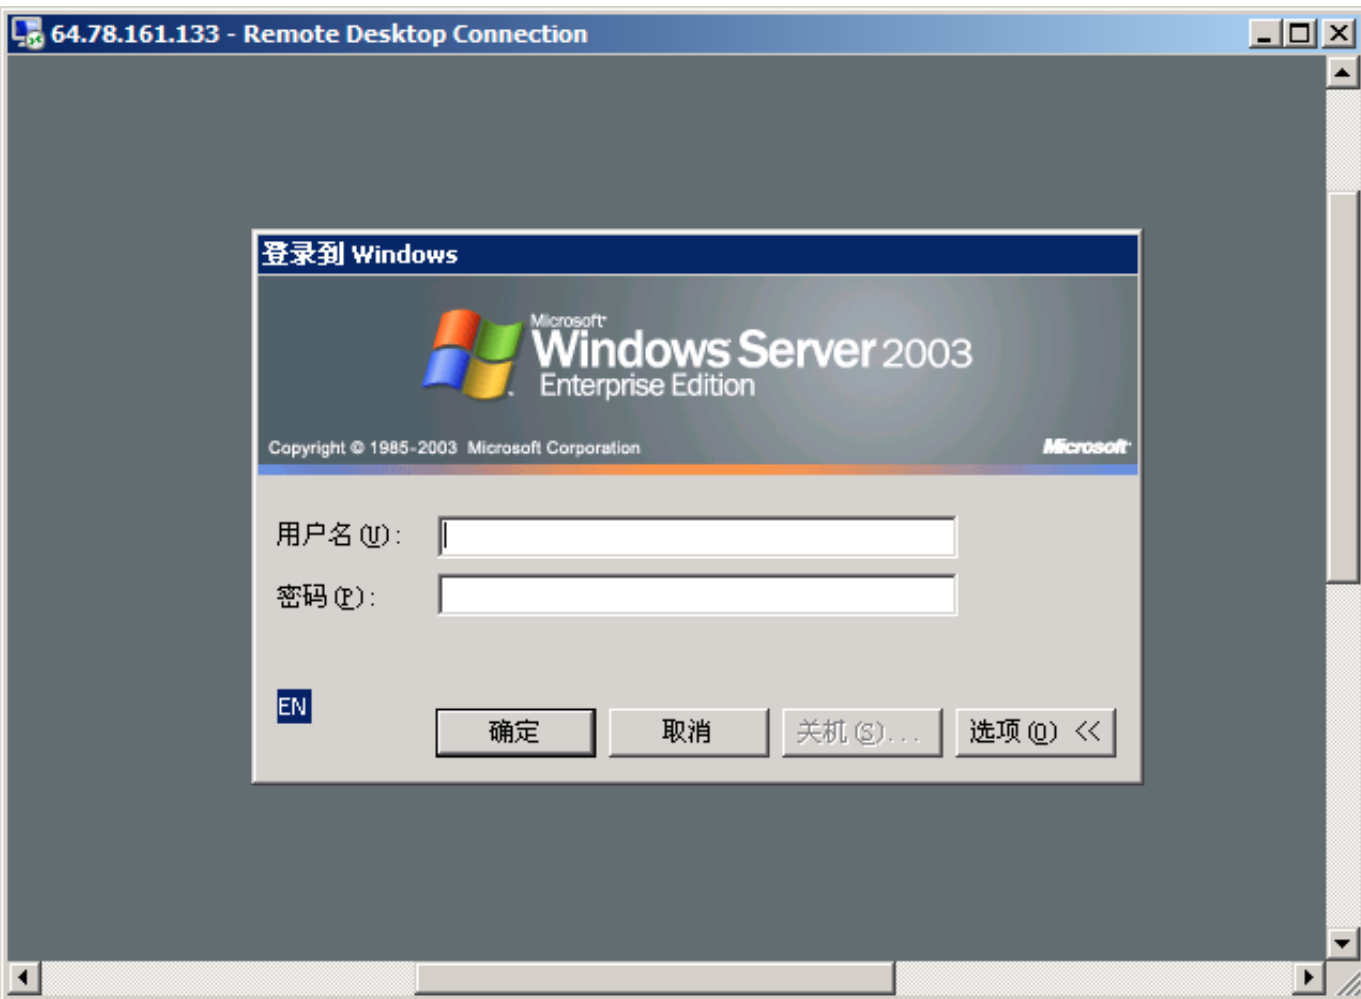 64.78.161.133 - Remote Desktop Connection
登录到 Windows
Microsoft
Windows Server 2003
Enterprise Edition
Copyright © 1985-2003 Microsoft Corporation Microsoft
用户名(U):
密码(P):
EN
确定 取消 关机(S)... 选项(O) <<